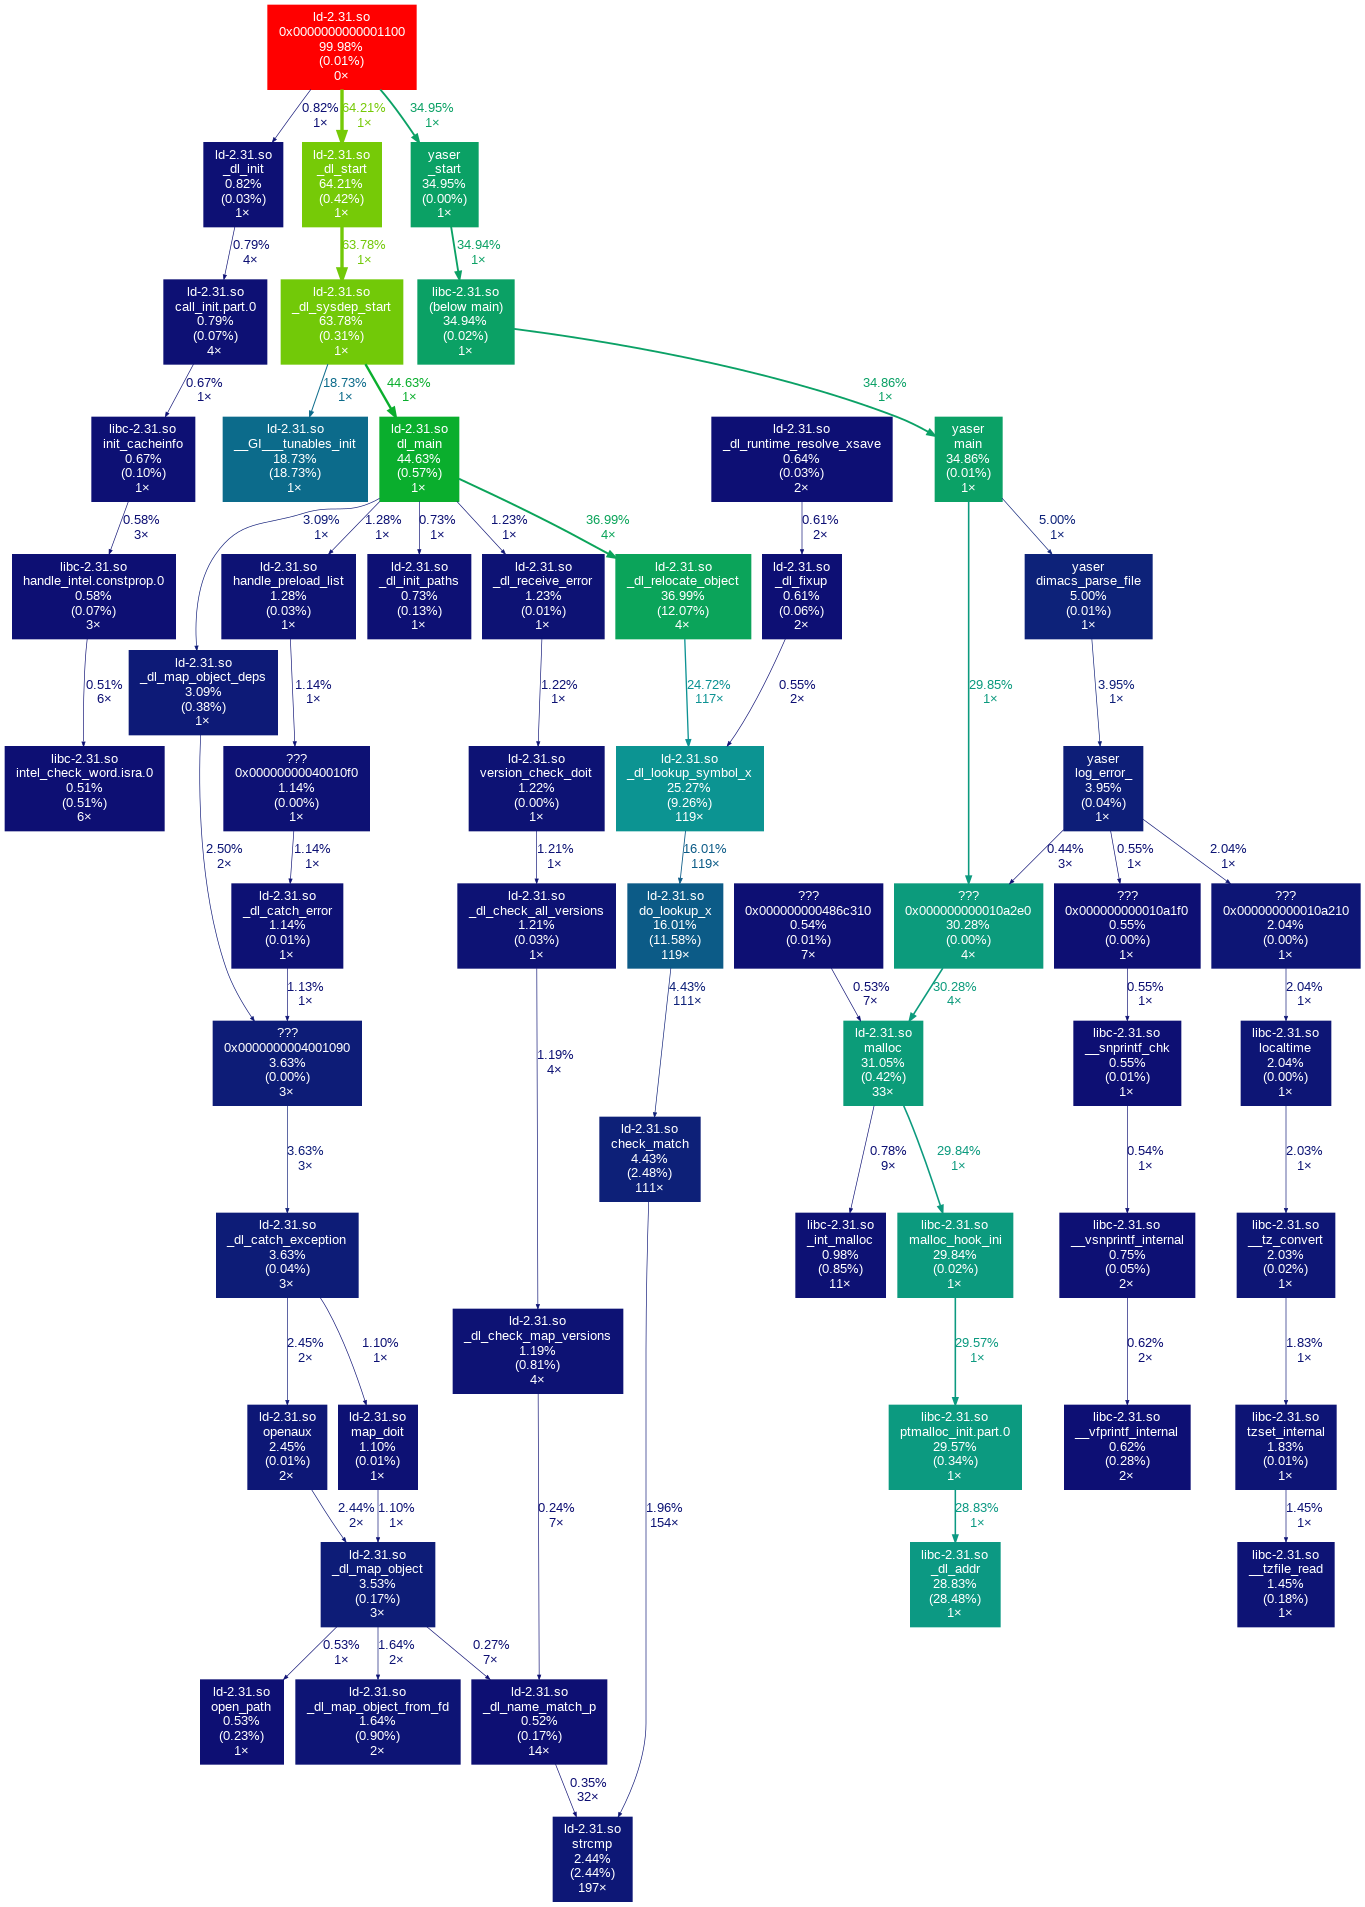 ld-2.31.so
0x0000000000001100
99.98%
(0.01%)
0×
0.82%
1×
64.21%
1×
34.95%
1×
ld-2.31.so
_dl_init
0.82%
(0.03%)
1×
ld-2.31.so
_dl_start
64.21%
(0.42%)
1×
yaser
_start
34.95%
(0.00%)
1×
0.79%
4×
63.78%
1×
34.94%
1×
ld-2.31.so
call_init.part.0
0.79%
(0.07%)
4×
ld-2.31.so
_dl_sysdep_start
63.78%
(0.31%)
1×
libc-2.31.so
(below main)
34.94%
(0.02%)
1×
0.67%
1×
18.73%
1×
44.63%
1×
34.86%
1×
libc-2.31.so
init_cacheinfo
0.67%
(0.10%)
1×
ld-2.31.so
__GI___tunables_init
18.73%
(18.73%)
1×
ld-2.31.so
dl_main
44.63%
(0.57%)
1×
ld-2.31.so
_dl_runtime_resolve_xsave
0.64%
(0.03%)
2×
yaser
main
34.86%
(0.01%)
1×
0.58%
3×
3.09%
1×
1.28%
1×
0.73%
1×
1.23%
1×
36.99%
4×
0.61%
2×
5.00%
1×
libc-2.31.so
handle_intel.constprop.0
0.58%
(0.07%)
3×
ld-2.31.so
handle_preload_list
1.28%
(0.03%)
1×
ld-2.31.so
_dl_init_paths
0.73%
(0.13%)
1×
ld-2.31.so
_dl_receive_error
1.23%
(0.01%)
1×
ld-2.31.so
_dl_relocate_object
36.99%
(12.07%)
4×
ld-2.31.so
_dl_fixup
0.61%
(0.06%)
2×
yaser
dimacs_parse_file
5.00%
(0.01%)
1×
ld-2.31.so
_dl_map_object_deps
3.09%
(0.38%)
1×
0.51%
6×
1.14%
1×
1.22%
1×
24.72%
117×
0.55%
2×
29.85%
1×
3.95%
1×
libc-2.31.so
intel_check_word.isra.0
0.51%
(0.51%)
6×
???
0x00000000040010f0
1.14%
(0.00%)
1×
ld-2.31.so
version_check_doit
1.22%
(0.00%)
1×
ld-2.31.so
_dl_lookup_symbol_x
25.27%
(9.26%)
119×
yaser
log_error_
3.95%
(0.04%)
1×
2.50%
2×
1.14%
1×
1.21%
1×
16.01%
119×
0.44%
3×
0.55%
1×
2.04%
1×
ld-2.31.so
_dl_catch_error
1.14%
(0.01%)
1×
ld-2.31.so
_dl_check_all_versions
1.21%
(0.03%)
1×
ld-2.31.so
do_lookup_x
16.01%
(11.58%)
119×
???
0x000000000486c310
0.54%
(0.01%)
7×
???
0x000000000010a2e0
30.28%
(0.00%)
4×
???
0x000000000010a1f0
0.55%
(0.00%)
1×
???
0x000000000010a210
2.04%
(0.00%)
1×
1.13%
1×
4.43%
111×
0.53%
7×
30.28%
4×
0.55%
1×
2.04%
1×
???
0x0000000004001090
3.63%
(0.00%)
3×
1.19%
4×
ld-2.31.so
malloc
31.05%
(0.42%)
33×
libc-2.31.so
__snprintf_chk
0.55%
(0.01%)
1×
libc-2.31.so
localtime
2.04%
(0.00%)
1×
3.63%
3×
ld-2.31.so
check_match
4.43%
(2.48%)
111×
0.78%
9×
29.84%
1×
0.54%
1×
2.03%
1×
ld-2.31.so
_dl_catch_exception
3.63%
(0.04%)
3×
libc-2.31.so
_int_malloc
0.98%
(0.85%)
11×
libc-2.31.so
malloc_hook_ini
29.84%
(0.02%)
1×
libc-2.31.so
__vsnprintf_internal
0.75%
(0.05%)
2×
libc-2.31.so
__tz_convert
2.03%
(0.02%)
1×
2.45%
2×
1.10%
1×
ld-2.31.so
_dl_check_map_versions
1.19%
(0.81%)
4×
29.57%
1×
0.62%
2×
1.83%
1×
ld-2.31.so
openaux
2.45%
(0.01%)
2×
ld-2.31.so
map_doit
1.10%
(0.01%)
1×
libc-2.31.so
ptmalloc_init.part.0
29.57%
(0.34%)
1×
libc-2.31.so
__vfprintf_internal
0.62%
(0.28%)
2×
libc-2.31.so
tzset_internal
1.83%
(0.01%)
1×
2.44%
2×
1.10%
1×
0.24%
7×
1.96%
154×
28.83%
1×
1.45%
1×
ld-2.31.so
_dl_map_object
3.53%
(0.17%)
3×
libc-2.31.so
_dl_addr
28.83%
(28.48%)
1×
libc-2.31.so
__tzfile_read
1.45%
(0.18%)
1×
0.53%
1×
1.64%
2×
0.27%
7×
ld-2.31.so
open_path
0.53%
(0.23%)
1×
ld-2.31.so
_dl_map_object_from_fd
1.64%
(0.90%)
2×
ld-2.31.so
_dl_name_match_p
0.52%
(0.17%)
14×
0.35%
32×
ld-2.31.so
strcmp
2.44%
(2.44%)
197×